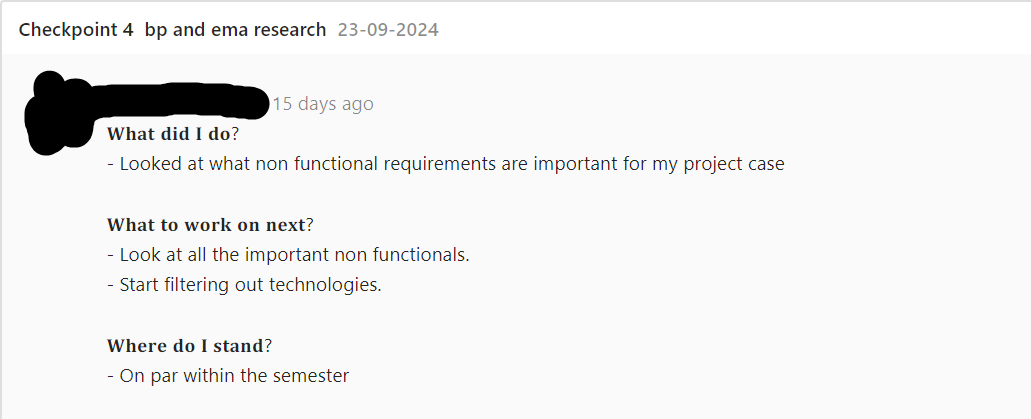 Checkpoint 4 bp and ema research 23-09-2024
15 days ago
What did I do?
- Looked at what non functional requirements are important for my project case
What to work on next?
- Look at all the important non functionals.
- Start filtering out technologies.
Where do I stand?
- On par within the semester